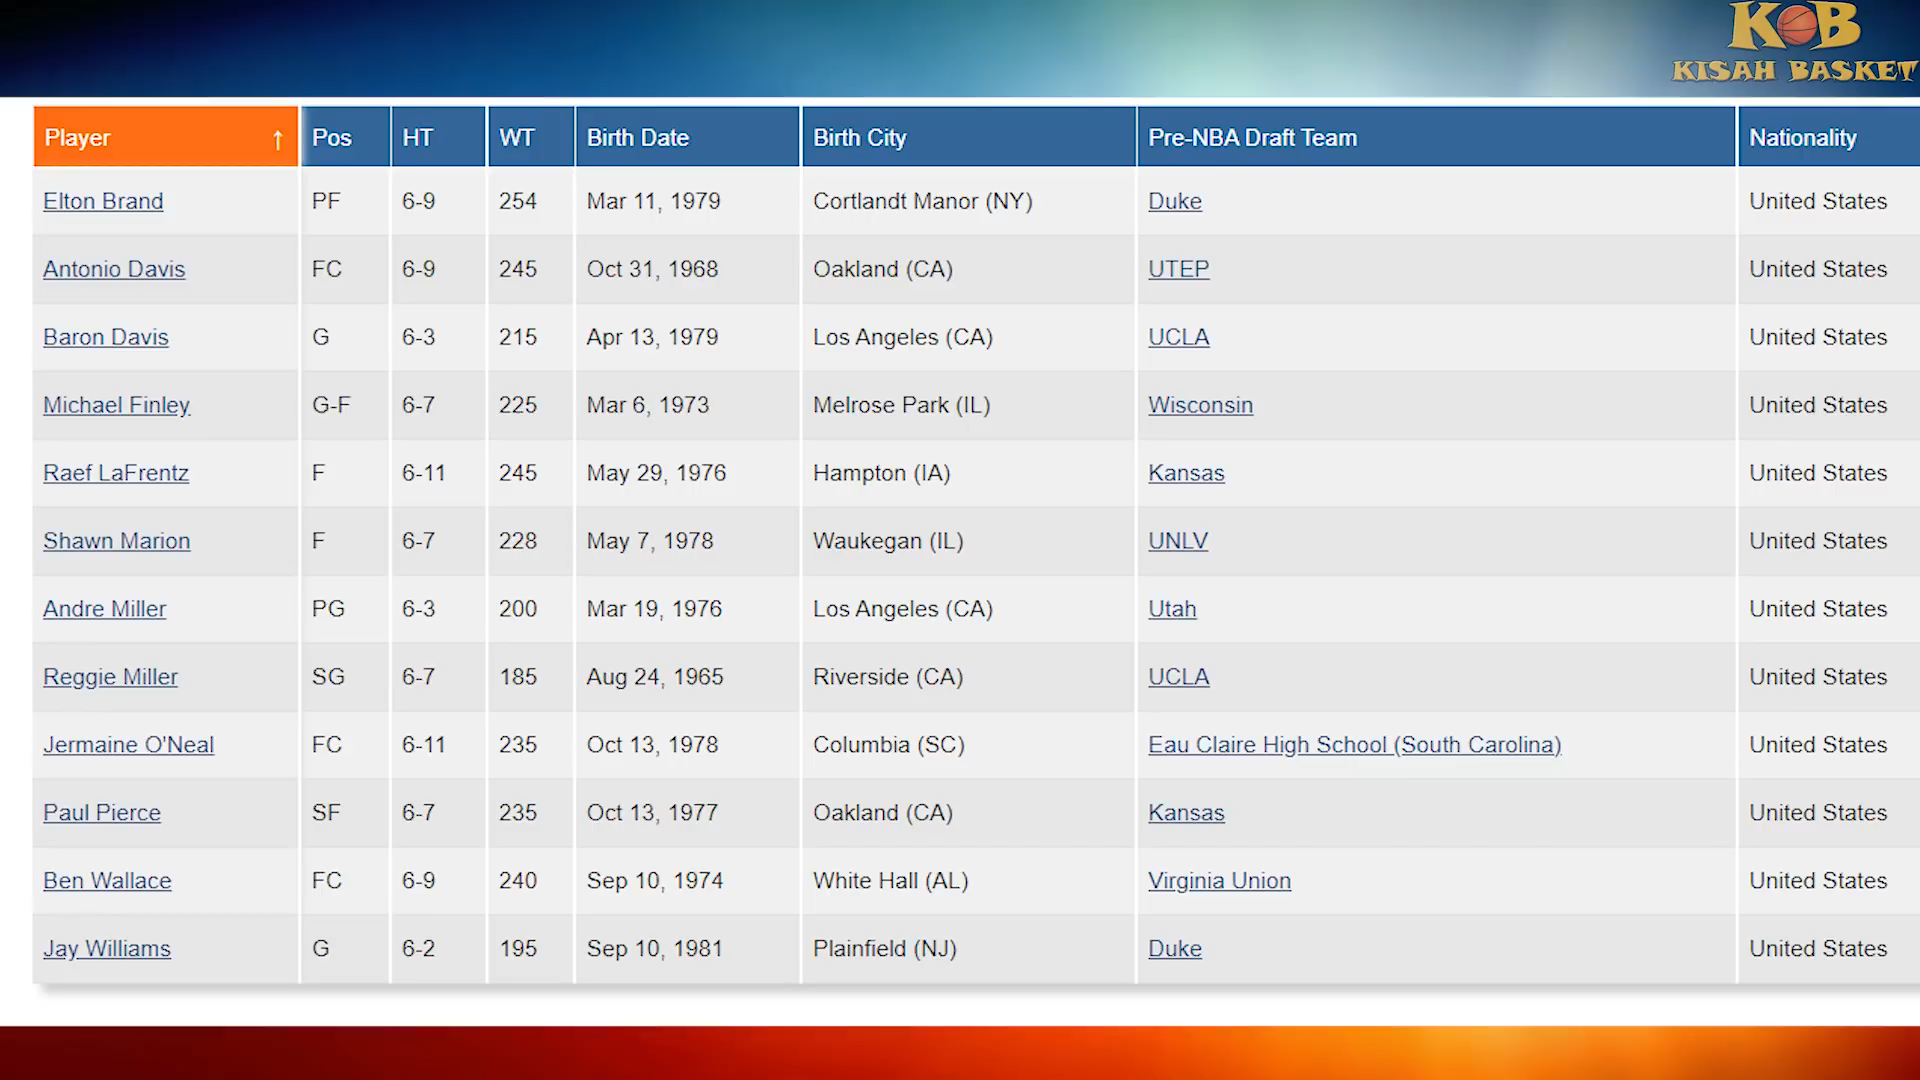 KOB
KISAH BASKET
Player ↑ Pos HT WT Birth Date Birth City Pre-NBA Draft Team Nationality
Elton Brand PF 6-9 254 Mar 11, 1979 Cortlandt Manor (NY) Duke United States
Antonio Davis FC 6-9 245 Oct 31, 1968 Oakland (CA) UTEP United States
Baron Davis G 6-3 215 Apr 13, 1979 Los Angeles (CA) UCLA United States
Michael Finley G-F 6-7 225 Mar 6, 1973 Melrose Park (IL) Wisconsin United States
Raef LaFrentz F 6-11 245 May 29, 1976 Hampton (IA) Kansas United States
Shawn Marion F 6-7 228 May 7, 1978 Waukegan (IL) UNLV United States
Andre Miller PG 6-3 200 Mar 19, 1976 Los Angeles (CA) Utah United States
Reggie Miller SG 6-7 185 Aug 24, 1965 Riverside (CA) UCLA United States
Jermaine O'Neal FC 6-11 235 Oct 13, 1978 Columbia (SC) Eau Claire High School (South Carolina) United States
Paul Pierce SF 6-7 235 Oct 13, 1977 Oakland (CA) Kansas United States
Ben Wallace FC 6-9 240 Sep 10, 1974 White Hall (AL) Virginia Union United States
Jay Williams G 6-2 195 Sep 10, 1981 Plainfield (NJ) Duke United States